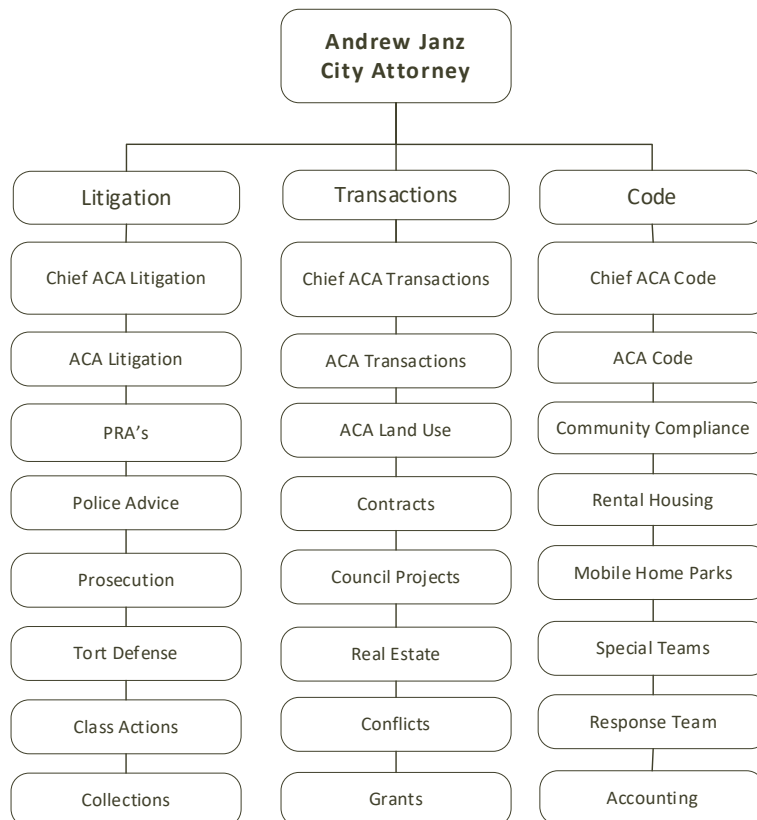 Andrew Janz
City Attorney
Litigation
Transactions
Code
Chief ACA Litigation
Chief ACA Transactions
Chief ACA Code
ACA Litigation
ACA Transactions
ACA Code
PRA’s
ACA Land Use
Community Compliance
Police Advice
Contracts
Rental Housing
Prosecution
Council Projects
Mobile Home Parks
Tort Defense
Real Estate
Special Teams
Class Actions
Conflicts
Response Team
Collections
Grants
Accounting